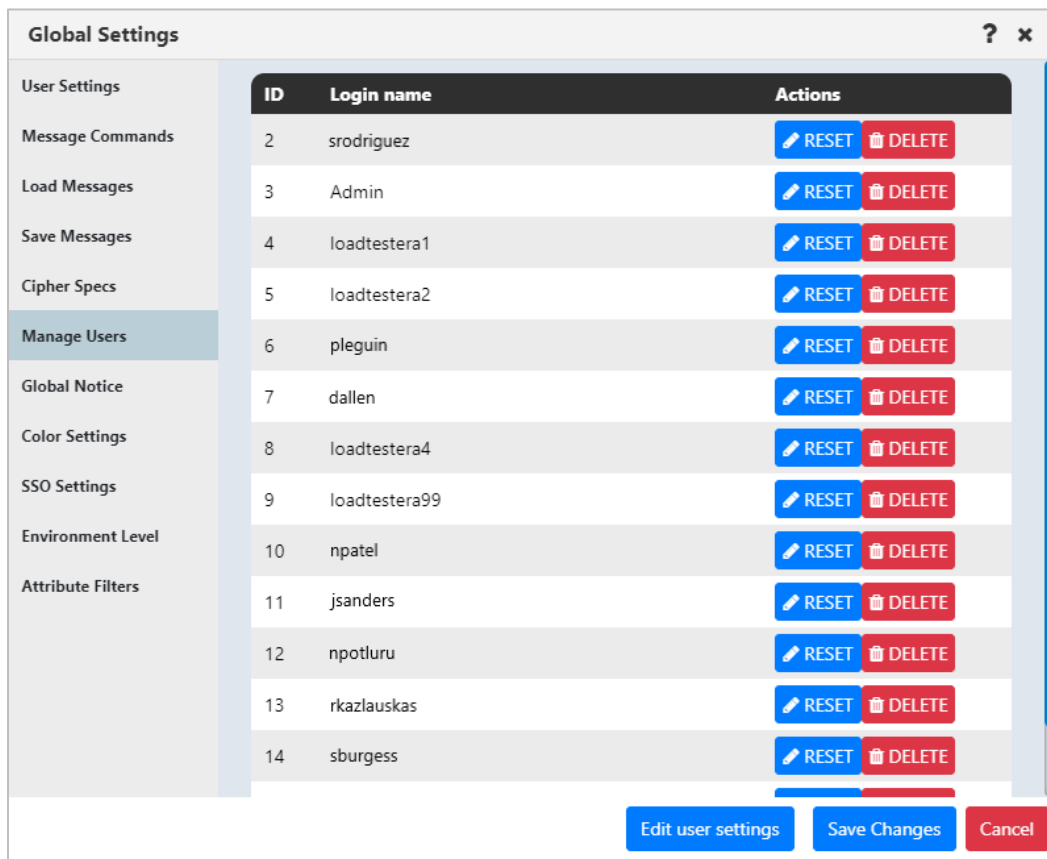 Global Settings ? ×
User Settings
Message Commands
Load Messages
Save Messages
Cipher Specs
Manage Users
Global Notice
Color Settings
SSO Settings
Environment Level
Attribute Filters
ID Login name Actions
2 srodriguez RESET DELETE
3 Admin RESET DELETE
4 loadtestera1 RESET DELETE
5 loadtestera2 RESET DELETE
6 pleguin RESET DELETE
7 dallen RESET DELETE
8 loadtestera4 RESET DELETE
9 loadtestera99 RESET DELETE
10 npatel RESET DELETE
11 jsanders RESET DELETE
12 npotluru RESET DELETE
13 rkazlauskas RESET DELETE
14 sburgess RESET DELETE
Edit user settings Save Changes Cancel